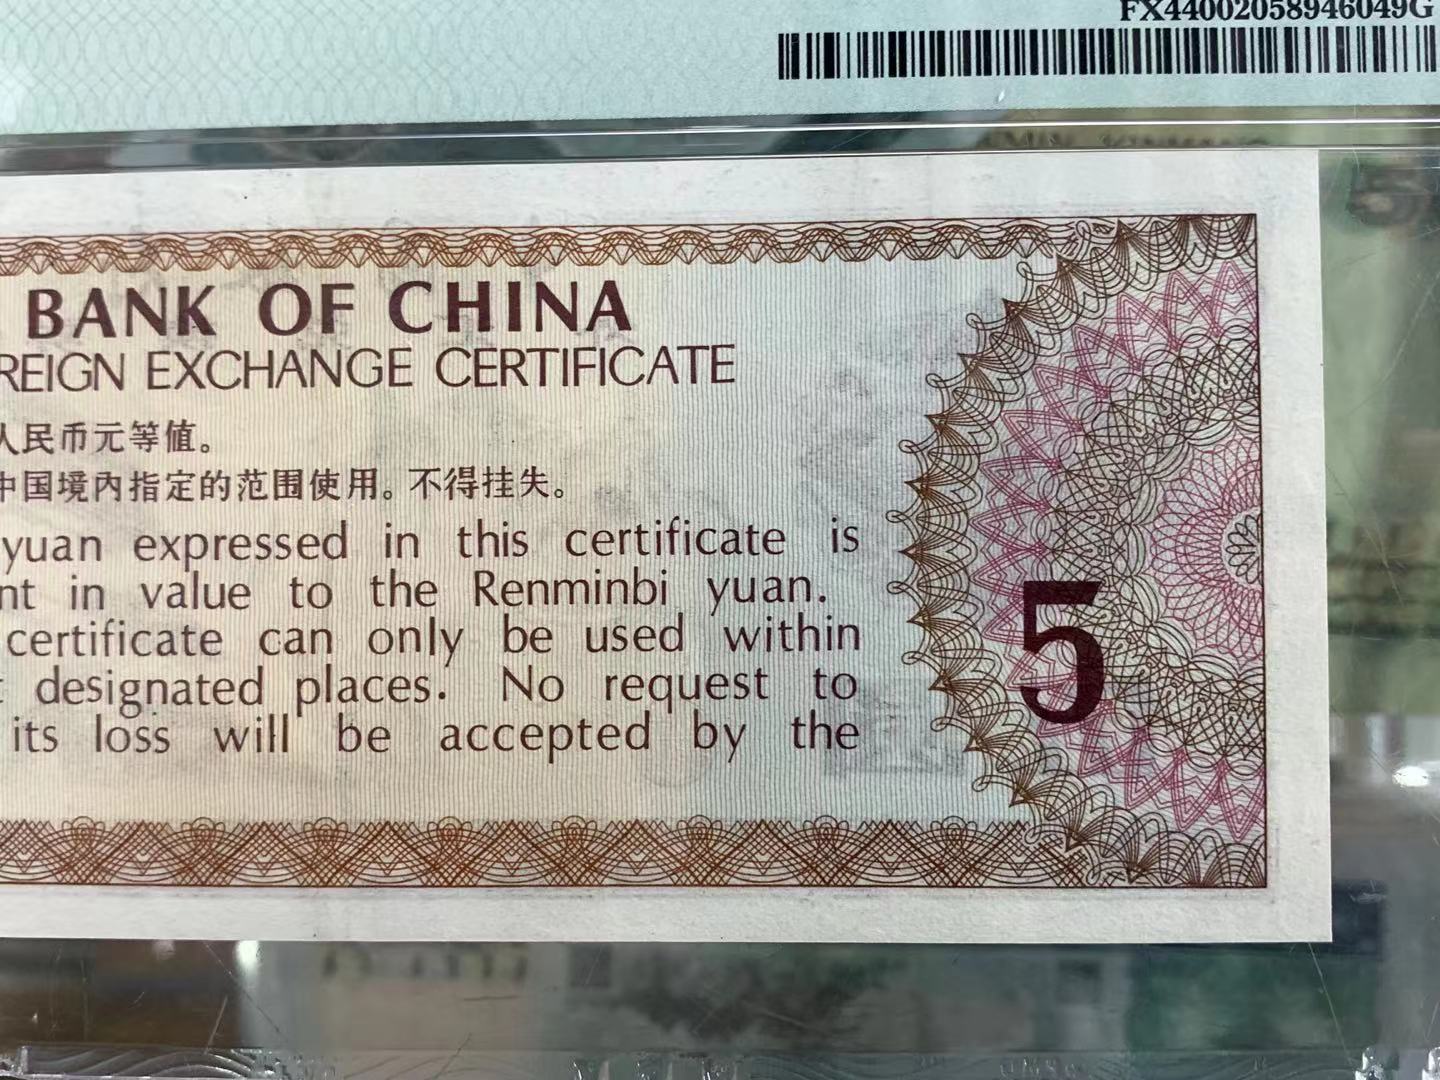 FX44002058946049G
BANK OF CHINA
REIGN EXCHANGE CERTIFICATE
人民币元等值。
中国境内指定的范围使用。不得挂失。
yuan expressed in this certificate is
nt in value to the Renminbi yuan.
certificate can only be used within
designated places. No request to
its loss will be accepted by the
5